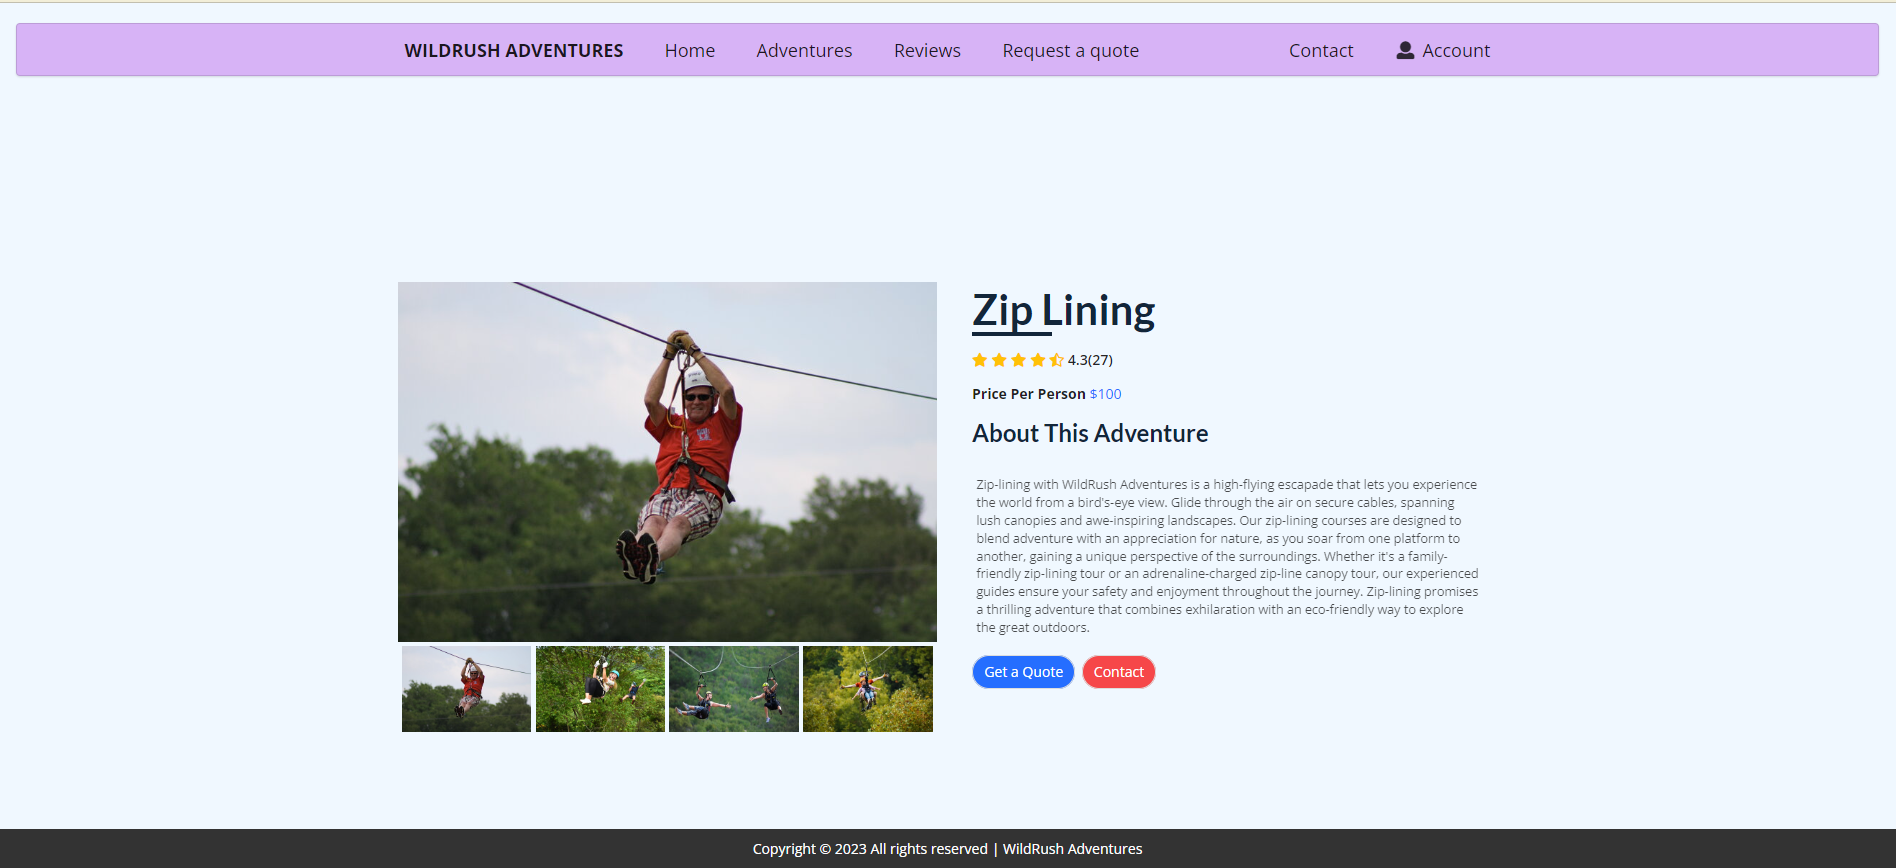 WILDRUSH ADVENTURES Home Adventures Reviews Request a quote Contact Account
Zip Lining
4.3(27)
Price Per Person $100
About This Adventure
Zip-lining with WildRush Adventures is a high-flying escapade that lets you experience
the world from a bird's-eye view. Glide through the air on secure cables, spanning
lush canopies and awe-inspiring landscapes. Our zip-lining courses are designed to
blend adventure with an appreciation for nature, as you soar from one platform to
another, gaining a unique perspective of the surroundings. Whether it's a family-
friendly zip-lining tour or an adrenaline-charged zip-line canopy tour, our experienced
guides ensure your safety and enjoyment throughout the journey. Zip-lining promises
a thrilling adventure that combines exhilaration with an eco-friendly way to explore
the great outdoors.
Get a Quote Contact
Copyright © 2023 All rights reserved | WildRush Adventures